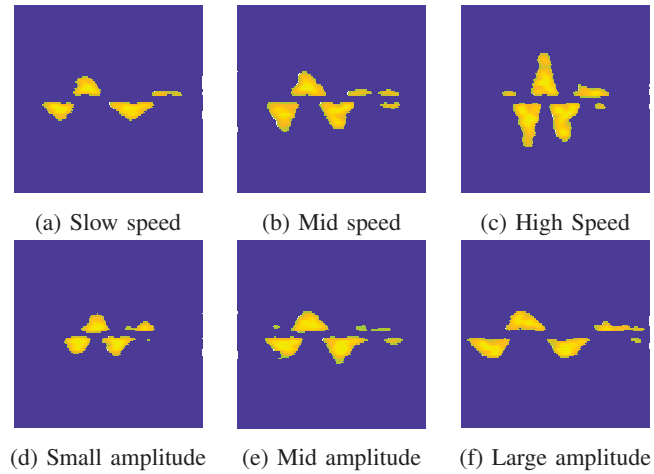 (a) Slow speed
(b) Mid speed
(c) High Speed
(d) Small amplitude
(e) Mid amplitude
(f) Large amplitude